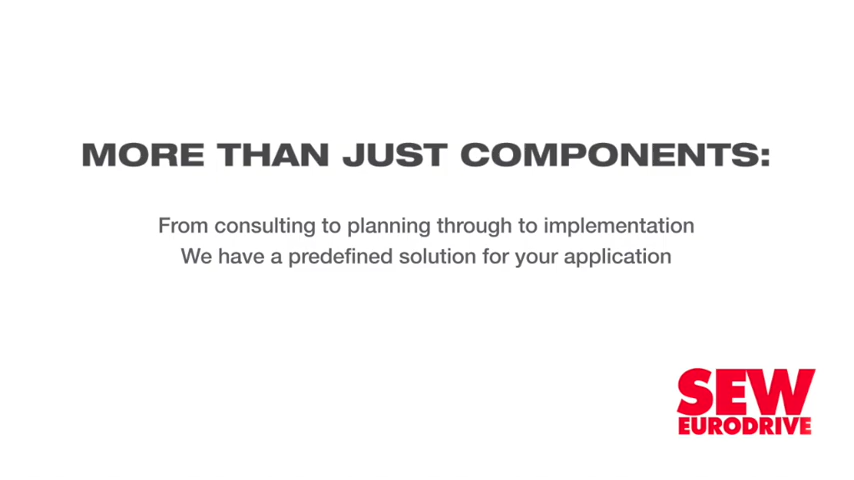 MORE THAN JUST COMPONENTS:
From consulting to planning through to implementation
We have a predefined solution for your application
SEW
EURODRIVE